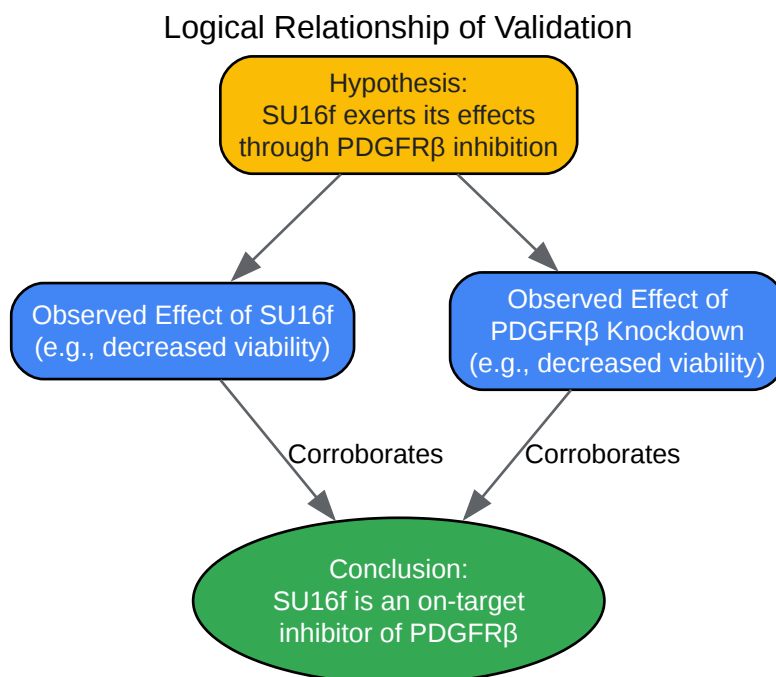 Logical Relationship of Validation
Hypothesis:
SU16f exerts its effects
through PDGFRβ inhibition
Observed Effect of SU16f
(e.g., decreased viability)
Observed Effect of
PDGFRβ Knockdown
(e.g., decreased viability)
Corroborates
Corroborates
Conclusion:
SU16f is an on-target
inhibitor of PDGFRβ